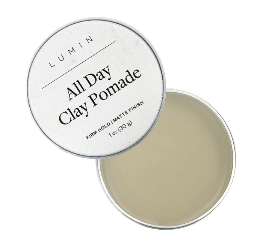 LUMIN
All Day
Clay Pomade
FIRM HOLD | MATTE FINISH
1 oz (30 g)